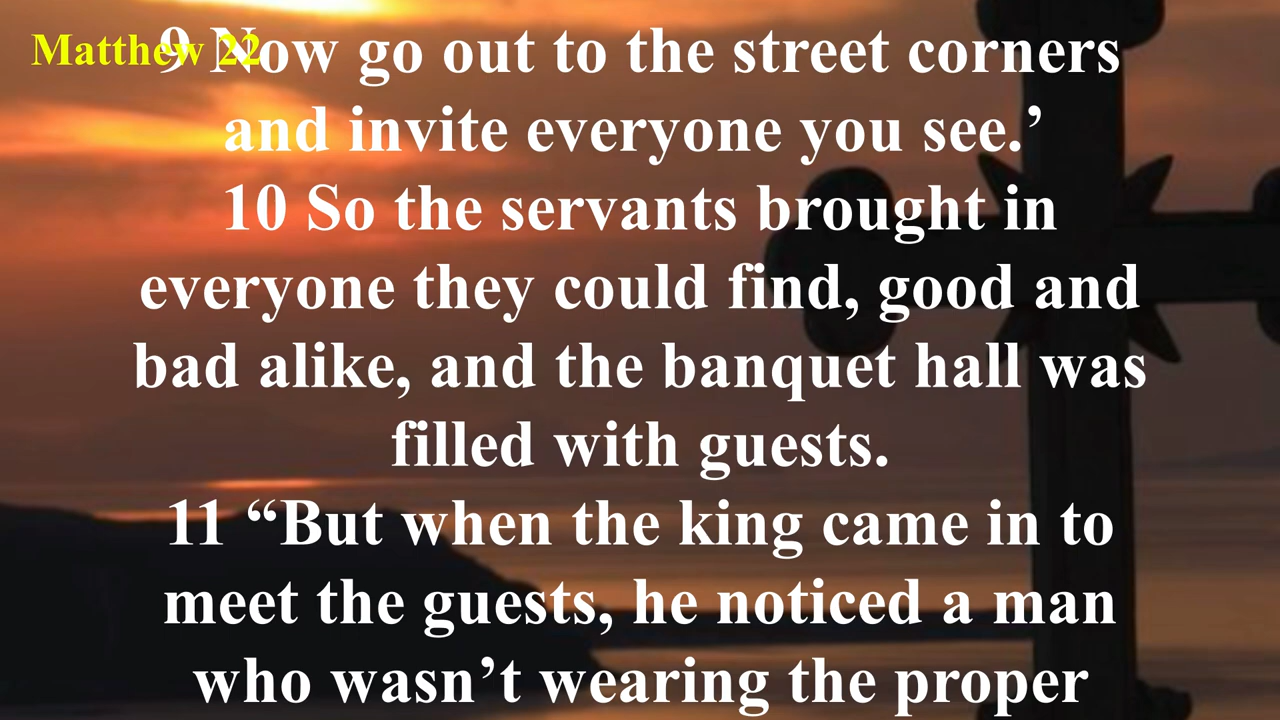 Matthew 22
9 Now go out to the street corners
and invite everyone you see.’
10 So the servants brought in
everyone they could find, good and
bad alike, and the banquet hall was
filled with guests.
11 “But when the king came in to
meet the guests, he noticed a man
who wasn’t wearing the proper